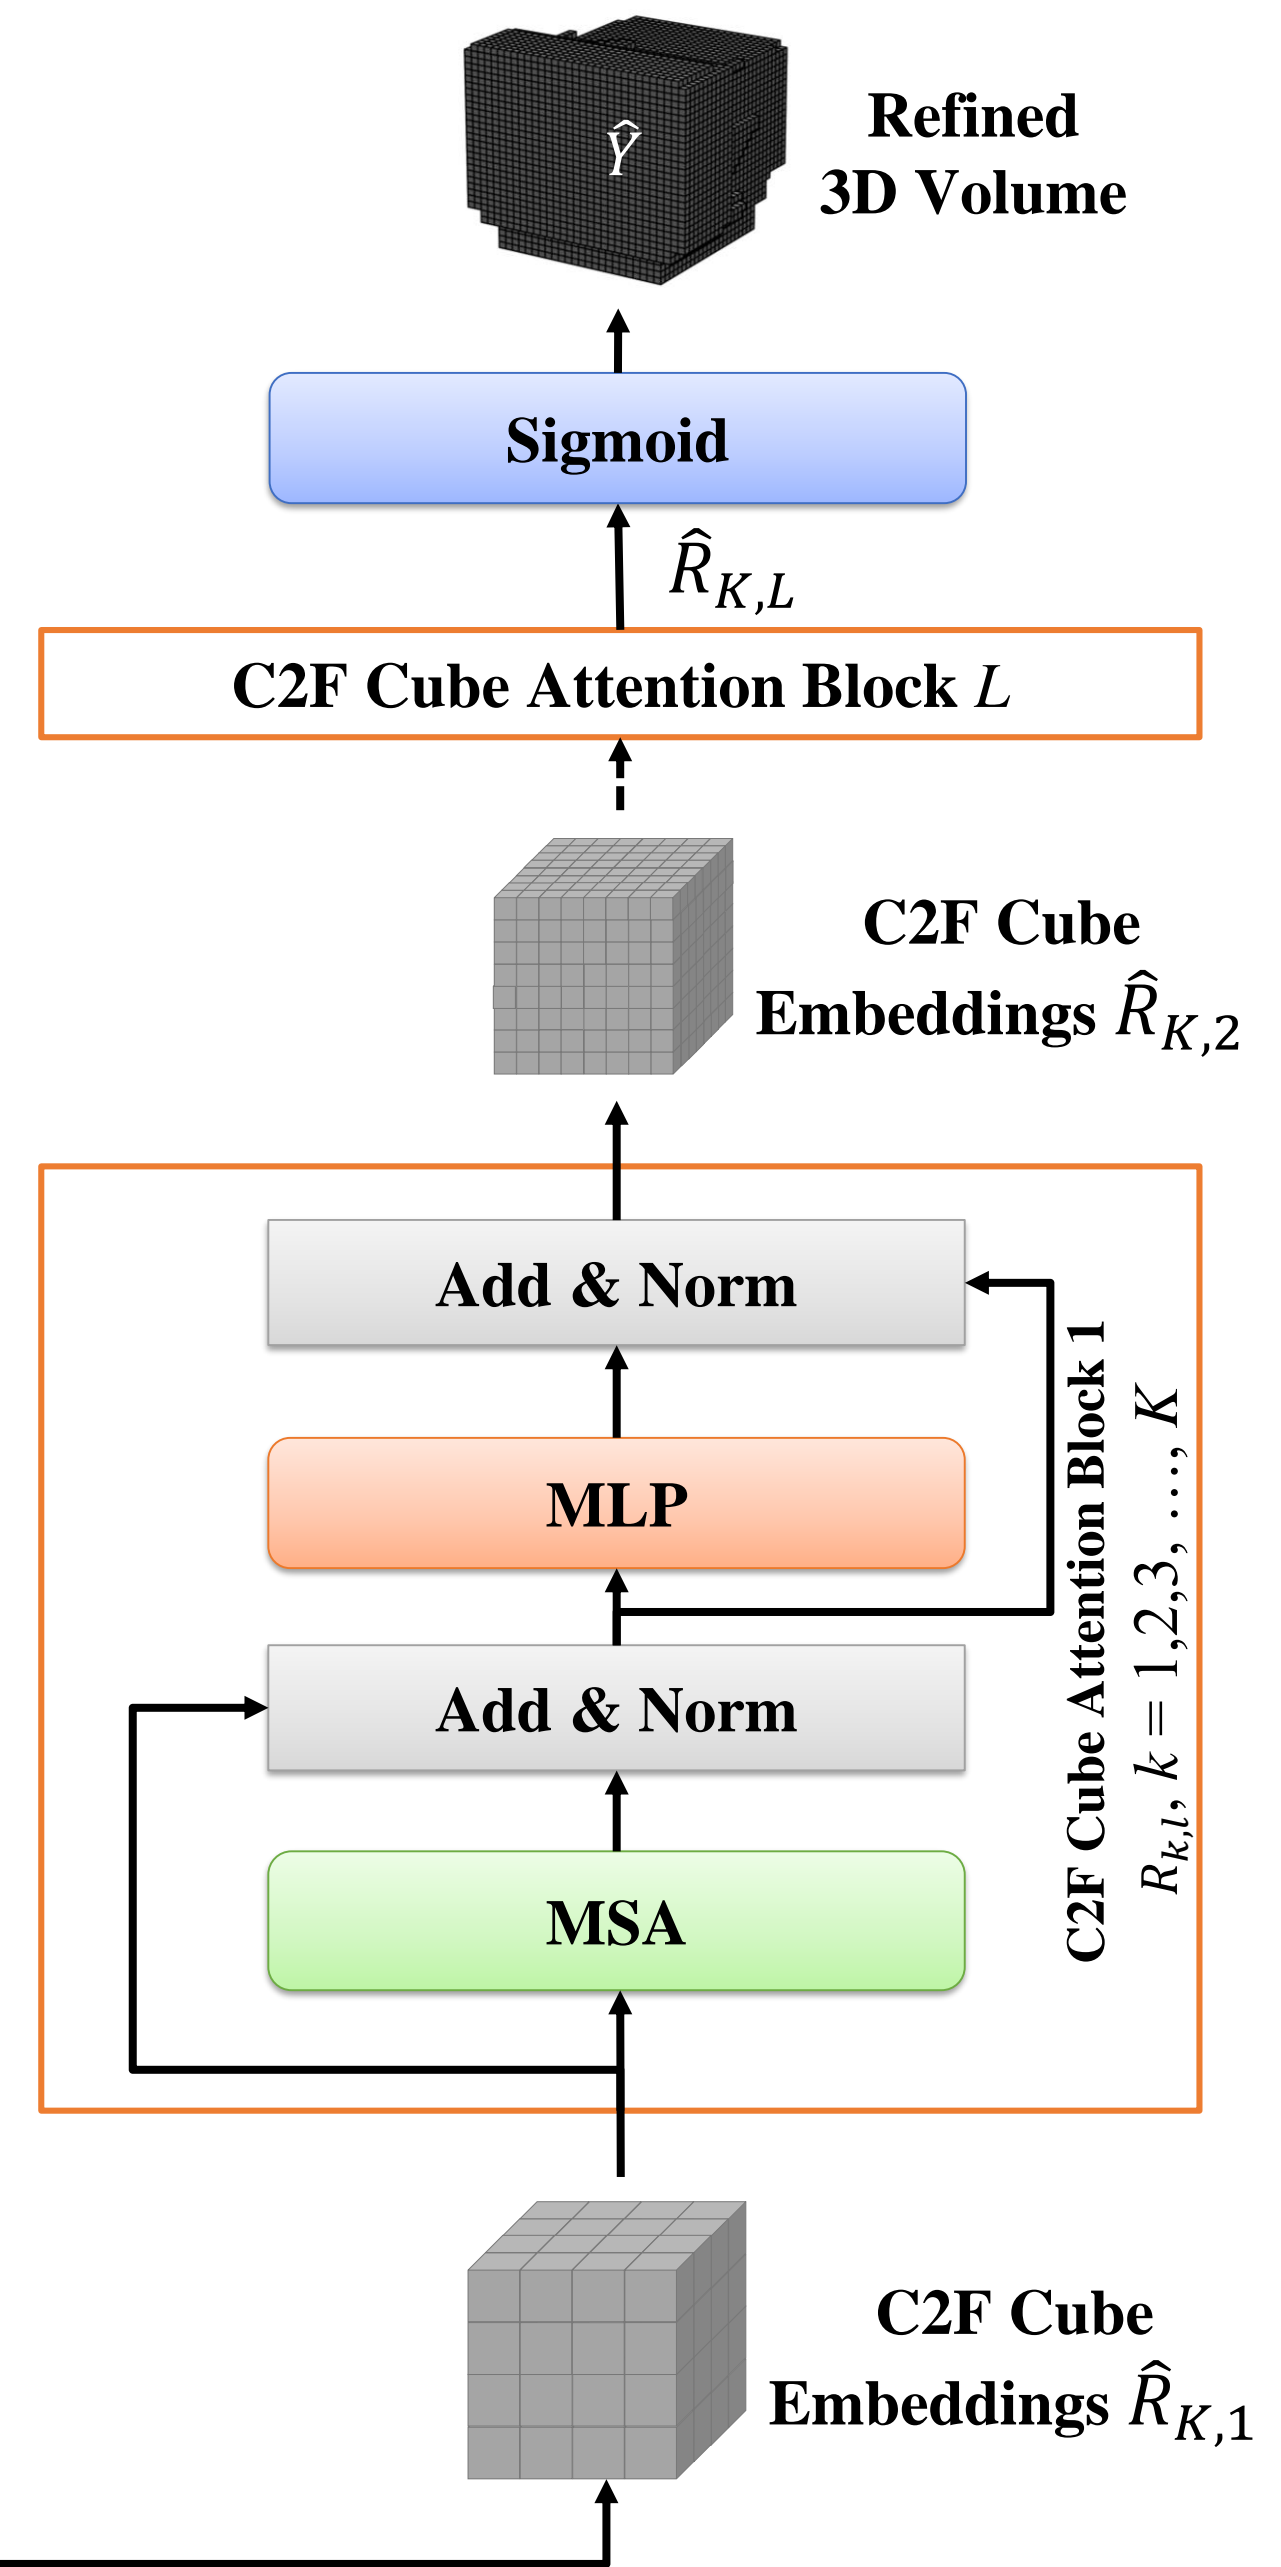 Ŷ
Refined
3D Volume
Sigmoid
R̂_{K,L}
C2F Cube Attention Block L
C2F Cube
Embeddings R̂_{K,2}
Add & Norm
MLP
Add & Norm
MSA
C2F Cube Attention Block 1
R_{k,l}, k = 1,2,3, …, K
C2F Cube
Embeddings R̂_{K,1}